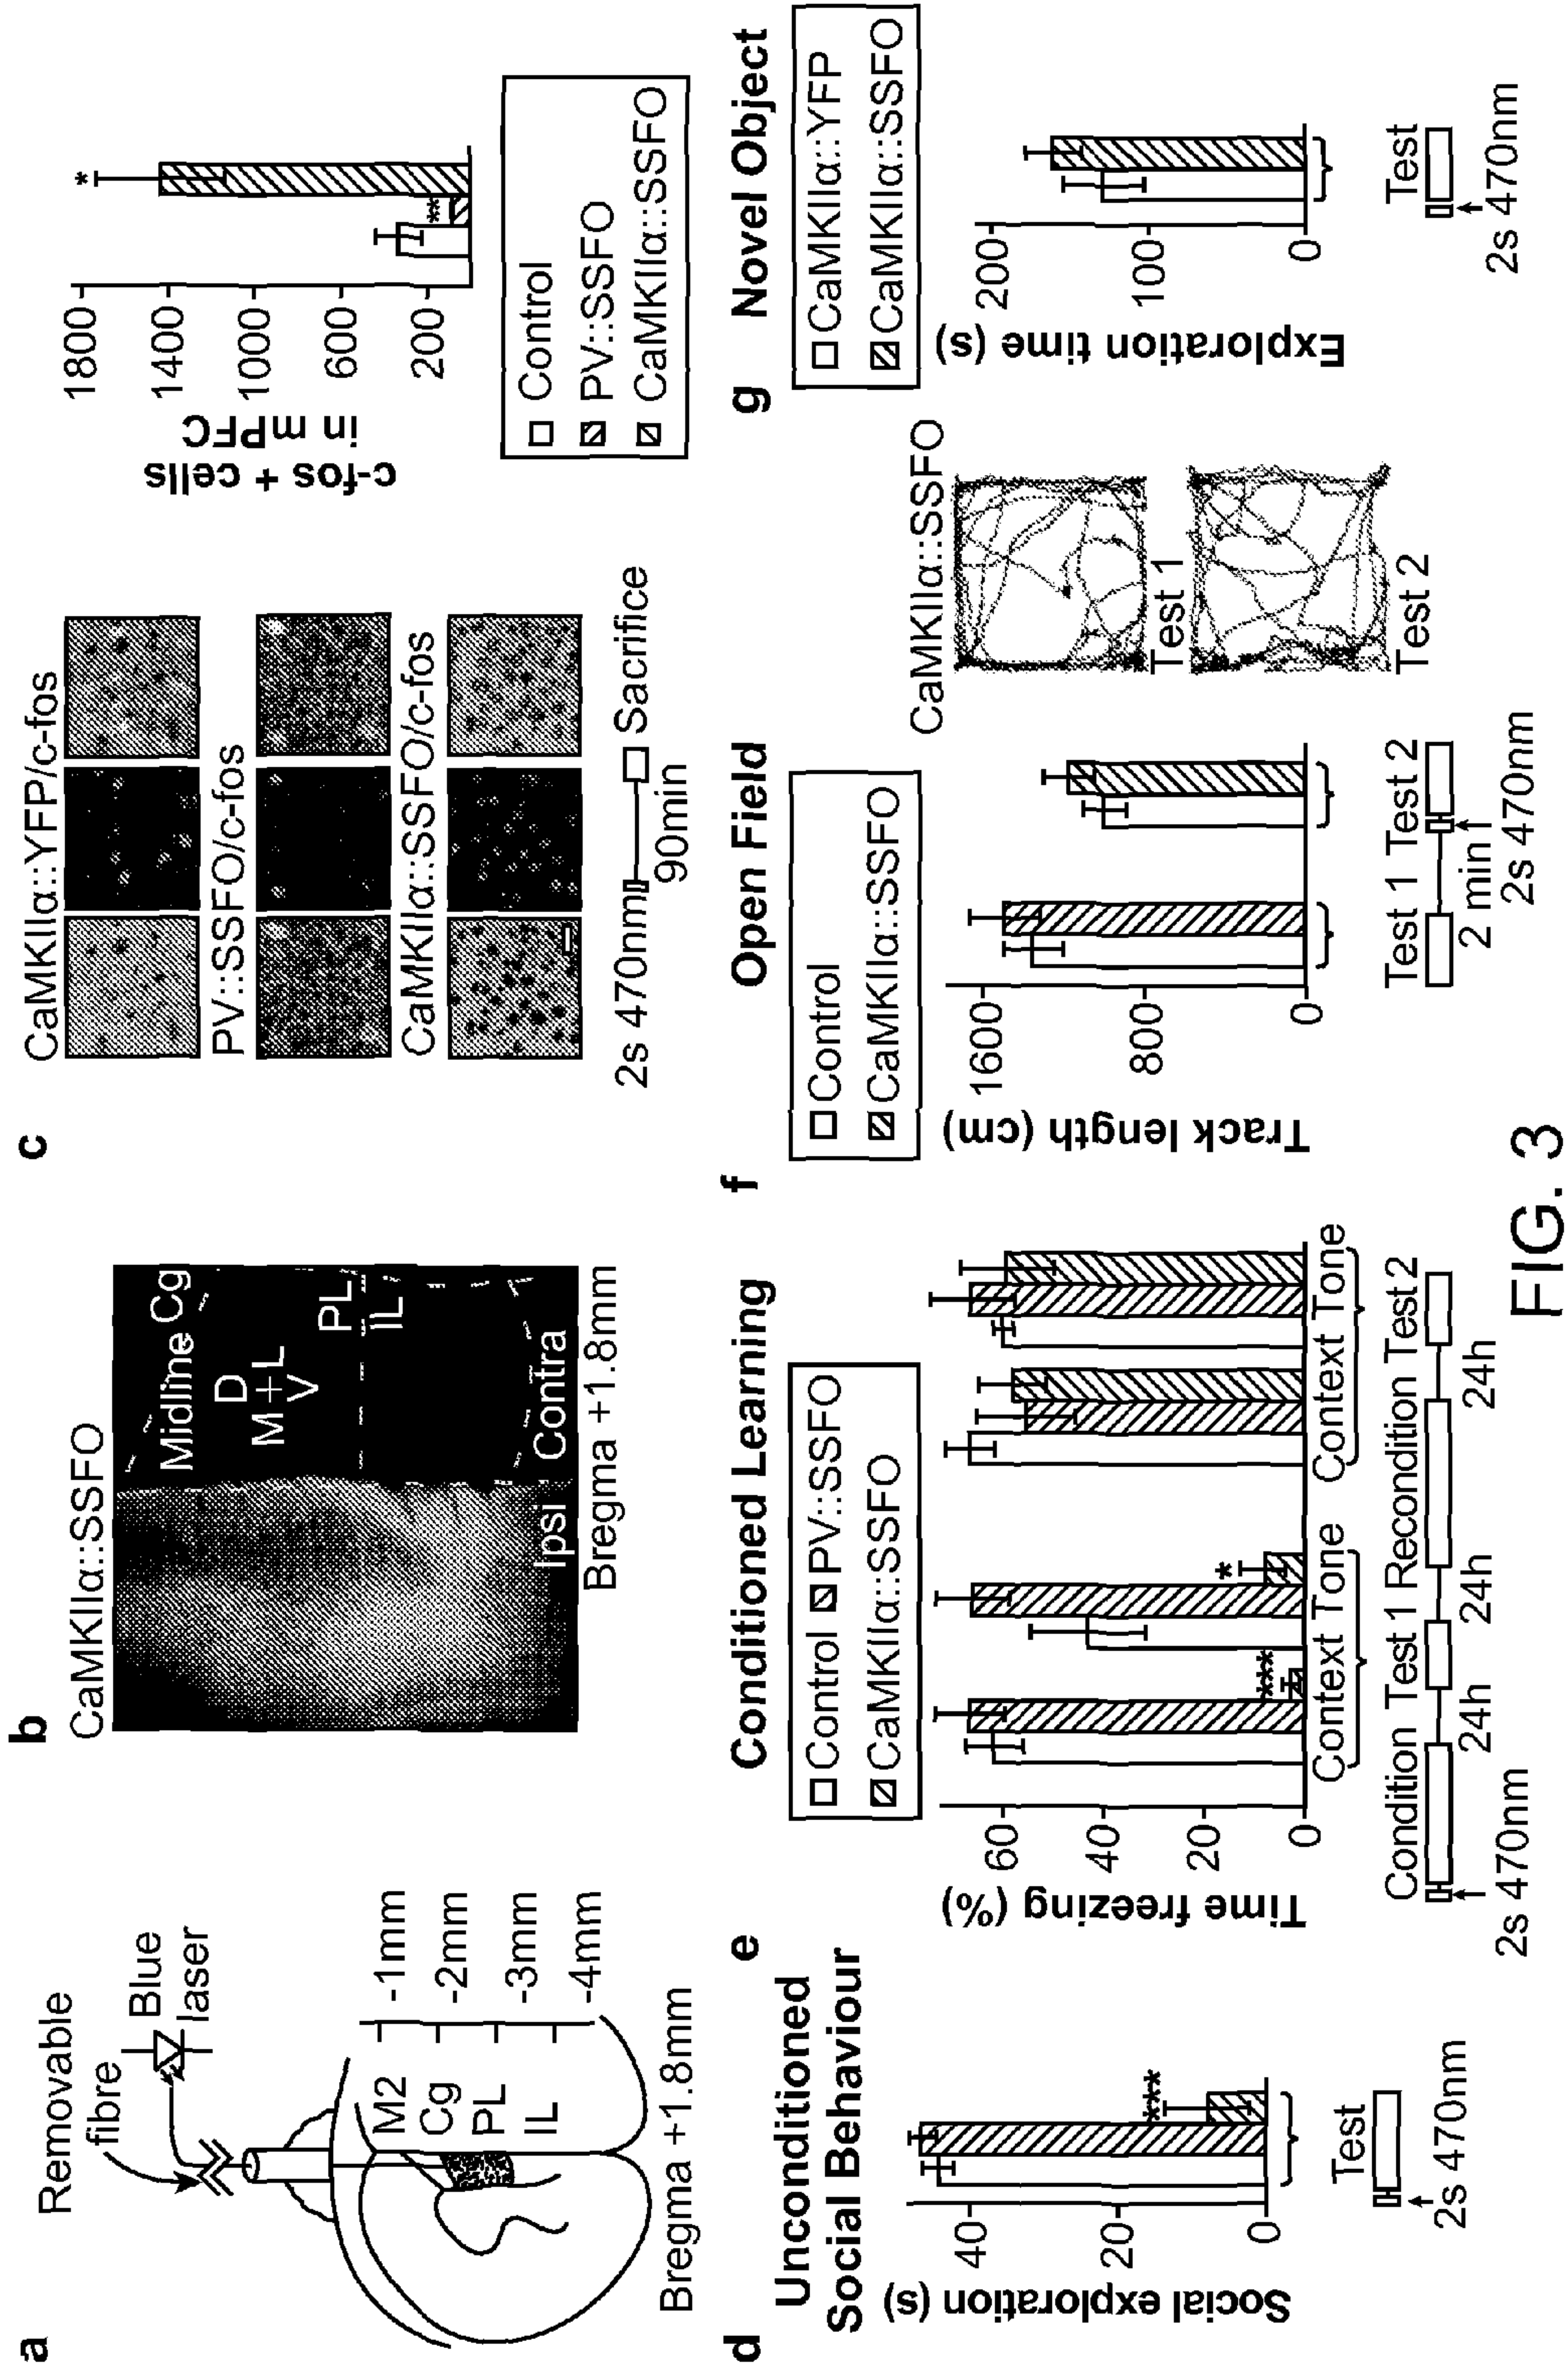 a
Removable
fibre
Blue
laser
M2
Cg
PL
IL
-1mm
-2mm
-3mm
-4mm
Bregma +1.8mm
b
CaMKIIα::SSFO
Midline
Cg
D
M+L
V
PL
IL
Ipsi
Contra
Bregma +1.8mm
c
CaMKIIα::YFP/c-fos
PV::SSFO/c-fos
CaMKIIα::SSFO/c-fos
2s 470nm
Sacrifice
90min
c-fos + cells
in mPFC
1800
1400
1000
600
200
**
*
Control
PV::SSFO
CaMKIIα::SSFO
d
Unconditioned
Social Behaviour
Social exploration (s)
40
20
0
***
Test
2s 470nm
e
Conditioned Learning
Control PV::SSFO
CaMKIIα::SSFO
Time freezing (%)
60
40
20
0
***
*
Context Tone
Context Tone
Condition Test 1 Recondition Test 2
24h
24h
24h
2s 470nm
f
Open Field
Control
CaMKIIα::SSFO
Track length (cm)
1600
800
0
Test 1 Test 2
2 min
2s 470nm
CaMKIIα::SSFO
Test 1
Test 2
g
Novel Object
CaMKIIα::YFP
CaMKIIα::SSFO
Exploration time (s)
200
100
0
Test
2s 470nm
FIG. 3